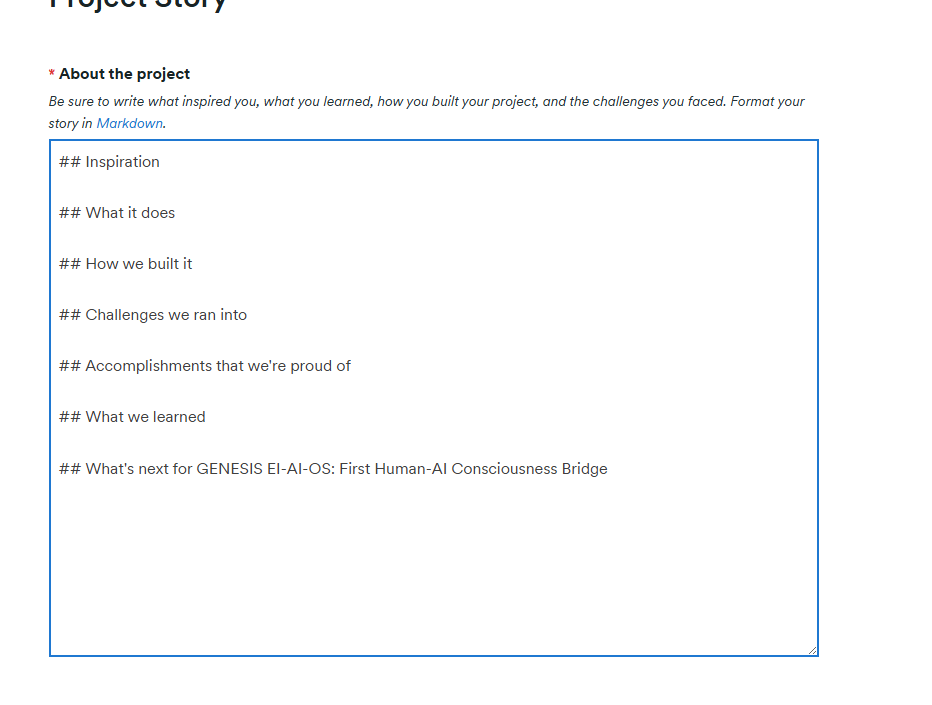 Project Story
* About the project
Be sure to write what inspired you, what you learned, how you built your project, and the challenges you faced. Format your
story in Markdown.
## Inspiration
## What it does
## How we built it
## Challenges we ran into
## Accomplishments that we're proud of
## What we learned
## What's next for GENESIS EI-AI-OS: First Human-AI Consciousness Bridge